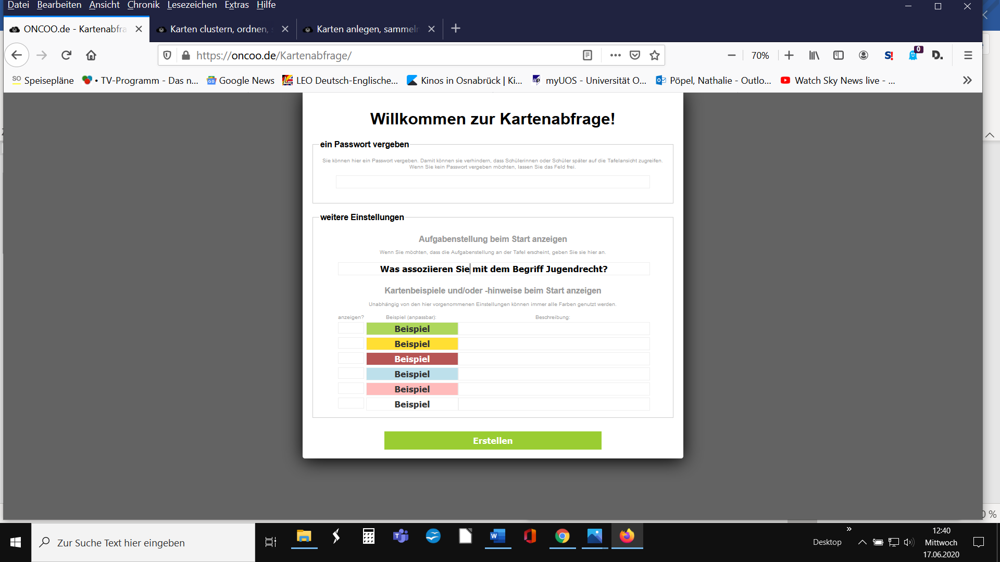 Datei Bearbeiten Ansicht Chronik Lesezeichen Extras Hilfe
ONCOO.de - Kartenabfra
Karten clustern, ordnen,
Karten anlegen, sammeln
https://oncoo.de/Kartenabfrage/
70%
S!
0
D.
SO Speisepläne
• TV-Programm - Das n...
Google News
LEO Deutsch-Englische...
Kinos in Osnabrück | Ki...
myUOS - Universität O...
Pöpel, Nathalie - Outlo...
Watch Sky News live - ...
Willkommen zur Kartenabfrage!
ein Passwort vergeben
Sie können hier ein Passwort vergeben. Damit können sie verhindern, dass Schülerinnen oder Schüler später auf die Tafelansicht zugreifen.
Wenn Sie kein Passwort vergeben möchten, lassen Sie das Feld frei.
weitere Einstellungen
Aufgabenstellung beim Start anzeigen
Wenn Sie möchten, dass die Aufgabenstellung an der Tafel erscheint, geben Sie sie hier an.
Was assoziieren Sie mit dem Begriff Jugendrecht?
Kartenbeispiele und/oder -hinweise beim Start anzeigen
Unabhängig von den hier vorgenommenen Einstellungen können immer alle Farben genutzt werden.
anzeigen? Beispiel (anpassbar): Beschreibung:
Beispiel
Beispiel
Beispiel
Beispiel
Beispiel
Beispiel
Erstellen
0 %
Zur Suche Text hier eingeben
Desktop
12:40
Mittwoch
17.06.2020